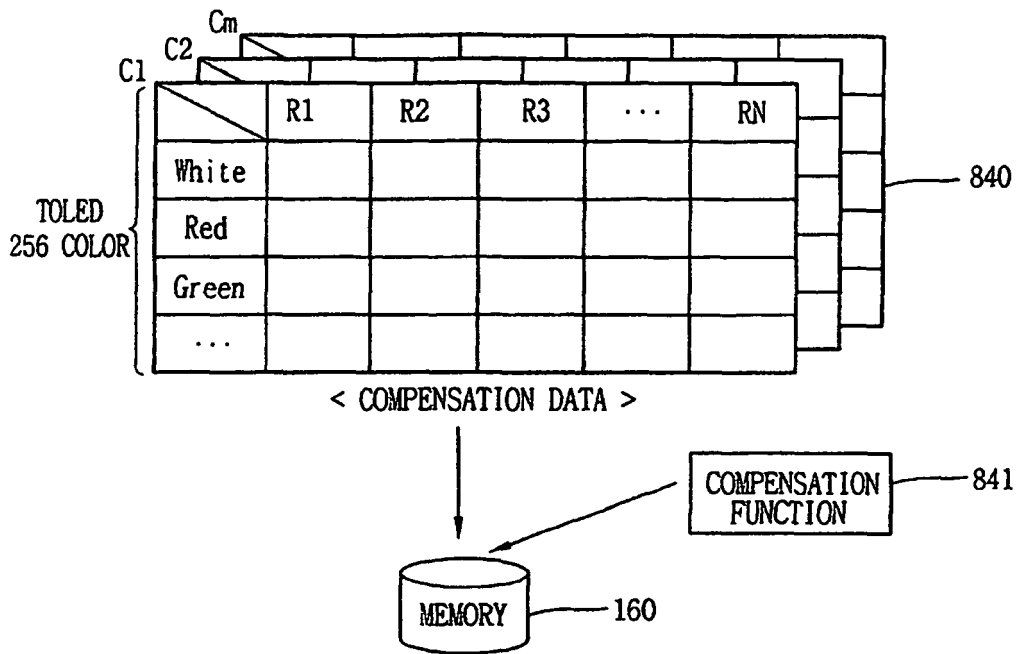 Cm
C2
C1
R1 R2 R3 ... RN
White
Red
Green
...
TOLED
256 COLOR
840
< COMPENSATION DATA >
COMPENSATION
FUNCTION
841
MEMORY
160